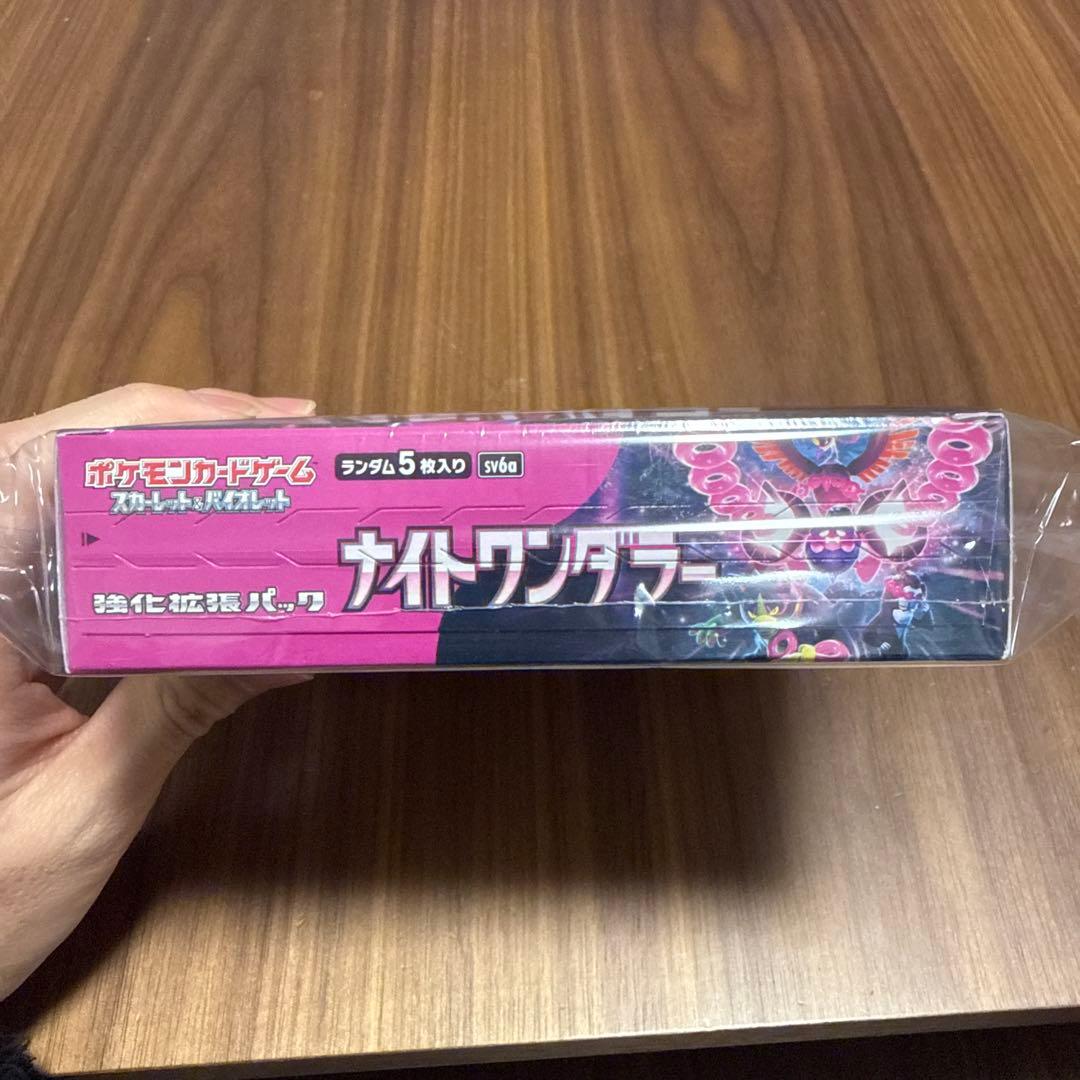 ポケモンカードゲーム
スカーレット&バイオレット
ランダム5枚入り
sv6a
ナイトワンダラー
強化拡張パック